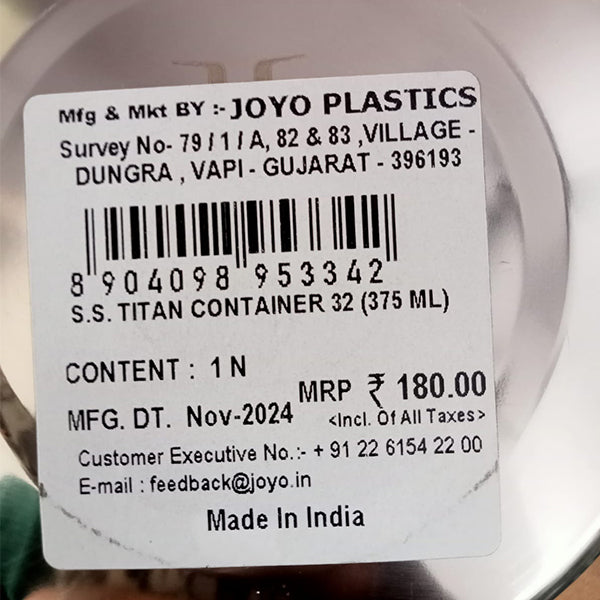 Mfg & Mkt BY :- JOYO PLASTICS
Survey No- 79 / 1 / A, 82 & 83 ,VILLAGE -
DUNGRA , VAPI - GUJARAT - 396193
8 904098 953342
S.S. TITAN CONTAINER 32 (375 ML)
CONTENT : 1 N
MRP ₹ 180.00
MFG. DT. Nov-2024 <Incl. Of All Taxes>
Customer Executive No.:- + 91 22 6154 22 00
E-mail : feedback@joyo.in
Made In India